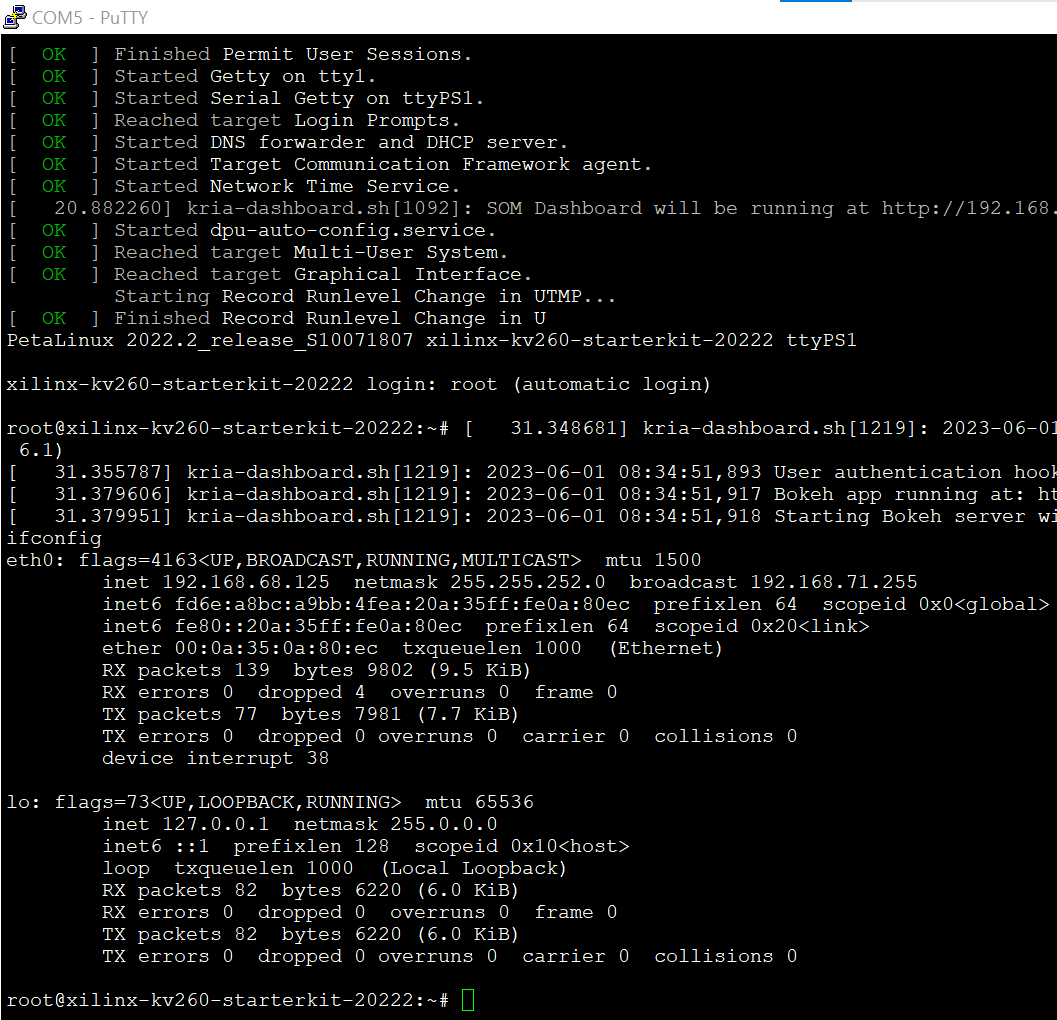 COM5 - PuTTY
[  OK  ] Finished Permit User Sessions.
[  OK  ] Started Getty on tty1.
[  OK  ] Started Serial Getty on ttyPS1.
[  OK  ] Reached target Login Prompts.
[  OK  ] Started DNS forwarder and DHCP server.
[  OK  ] Started Target Communication Framework agent.
[  OK  ] Started Network Time Service.
[   20.882260] kria-dashboard.sh[1092]: SOM Dashboard will be running at http://192.168.
[  OK  ] Started dpu-auto-config.service.
[  OK  ] Reached target Multi-User System.
[  OK  ] Reached target Graphical Interface.
         Starting Record Runlevel Change in UTMP...
[  OK  ] Finished Record Runlevel Change in U
PetaLinux 2022.2_release_S10071807 xilinx-kv260-starterkit-20222 ttyPS1
xilinx-kv260-starterkit-20222 login: root (automatic login)
root@xilinx-kv260-starterkit-20222:~# [   31.348681] kria-dashboard.sh[1219]: 2023-06-01
 6.1)
[   31.355787] kria-dashboard.sh[1219]: 2023-06-01 08:34:51,893 User authentication hook
[   31.379606] kria-dashboard.sh[1219]: 2023-06-01 08:34:51,917 Bokeh app running at: ht
[   31.379951] kria-dashboard.sh[1219]: 2023-06-01 08:34:51,918 Starting Bokeh server wi
ifconfig
eth0: flags=4163<UP,BROADCAST,RUNNING,MULTICAST>  mtu 1500
        inet 192.168.68.125  netmask 255.255.252.0  broadcast 192.168.71.255
        inet6 fd6e:a8bc:a9bb:4fea:20a:35ff:fe0a:80ec  prefixlen 64  scopeid 0x0<global>
        inet6 fe80::20a:35ff:fe0a:80ec  prefixlen 64  scopeid 0x20<link>
        ether 00:0a:35:0a:80:ec  txqueuelen 1000  (Ethernet)
        RX packets 139  bytes 9802 (9.5 KiB)
        RX errors 0  dropped 4  overruns 0  frame 0
        TX packets 77  bytes 7981 (7.7 KiB)
        TX errors 0  dropped 0 overruns 0  carrier 0  collisions 0
        device interrupt 38
lo: flags=73<UP,LOOPBACK,RUNNING>  mtu 65536
        inet 127.0.0.1  netmask 255.0.0.0
        inet6 ::1  prefixlen 128  scopeid 0x10<host>
        loop  txqueuelen 1000  (Local Loopback)
        RX packets 82  bytes 6220 (6.0 KiB)
        RX errors 0  dropped 0  overruns 0  frame 0
        TX packets 82  bytes 6220 (6.0 KiB)
        TX errors 0  dropped 0 overruns 0  carrier 0  collisions 0
root@xilinx-kv260-starterkit-20222:~#